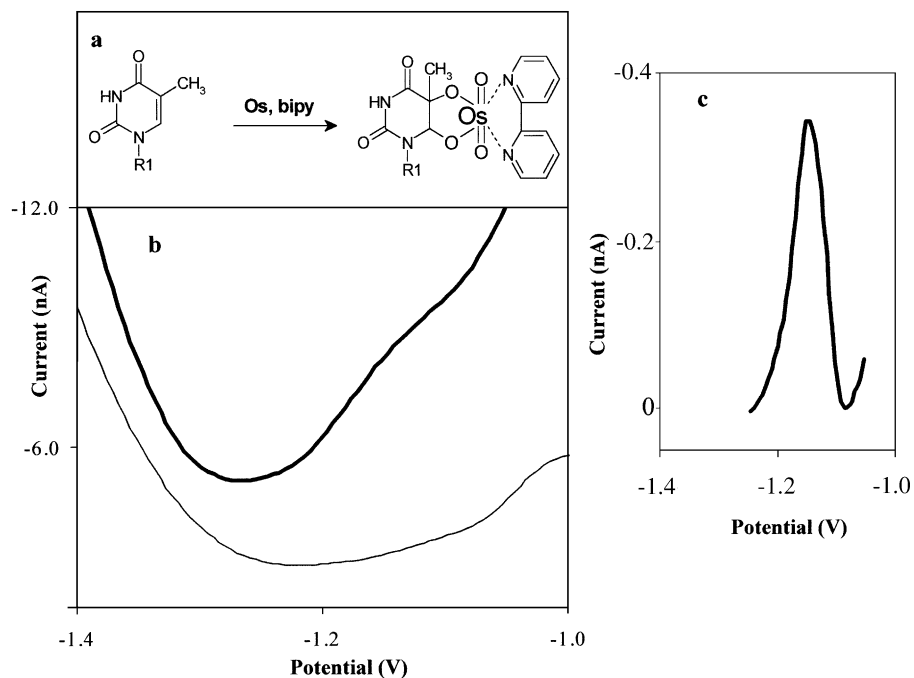 a
O
CH3
HN
O
N
R1
Os, bipy
O
CH3
O
O
N
HN
Os
O
N
O
O
N
R1
-12.0
b
Current (nA)
-6.0
-1.4
-1.2
-1.0
Potential (V)
-0.4
c
-0.2
Current (nA)
0
-1.4
-1.2
-1.0
Potential (V)